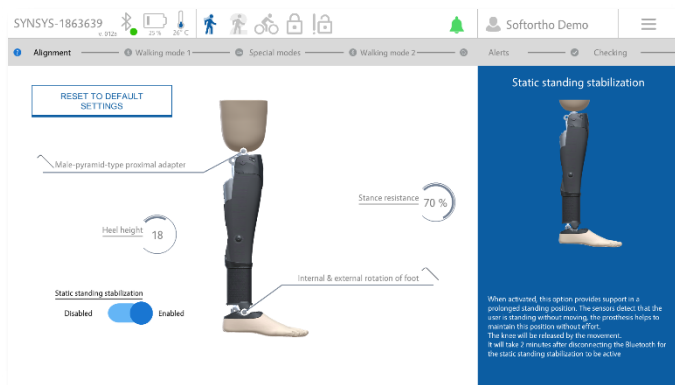 SYNSYS-1863639
v. 012s
25 %
26° C
Softortho Demo
Alignment
Walking mode 1
Special modes
Walking mode 2
Alerts
Checking
RESET TO DEFAULT
SETTINGS
Male-pyramid-type proximal adapter
Stance resistance
70 %
Heel height
18
Internal & external rotation of foot
Static standing stabilization
Disabled
Enabled
Static standing stabilization
When activated, this option provides support in a
prolonged standing position. The sensors detect that the
user is standing without moving, the prosthesis helps to
maintain this position without effort.
The knee will be released by the movement.
It will take 2 minutes after disconnecting the Bluetooth for
the static standing stabilization to be active